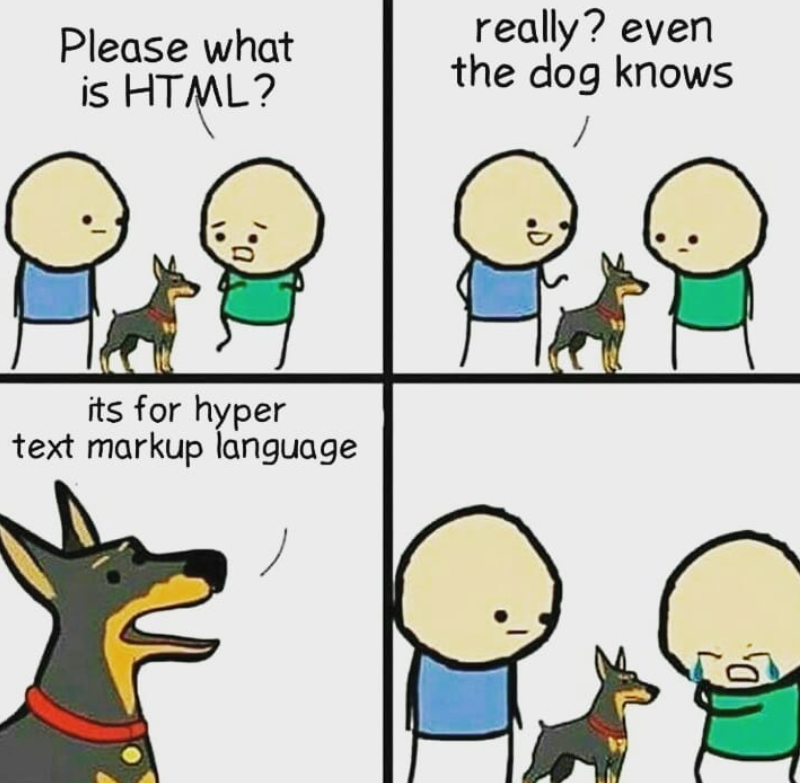 Please what
is HTML?
really? even
the dog knows
its for hyper
text markup language